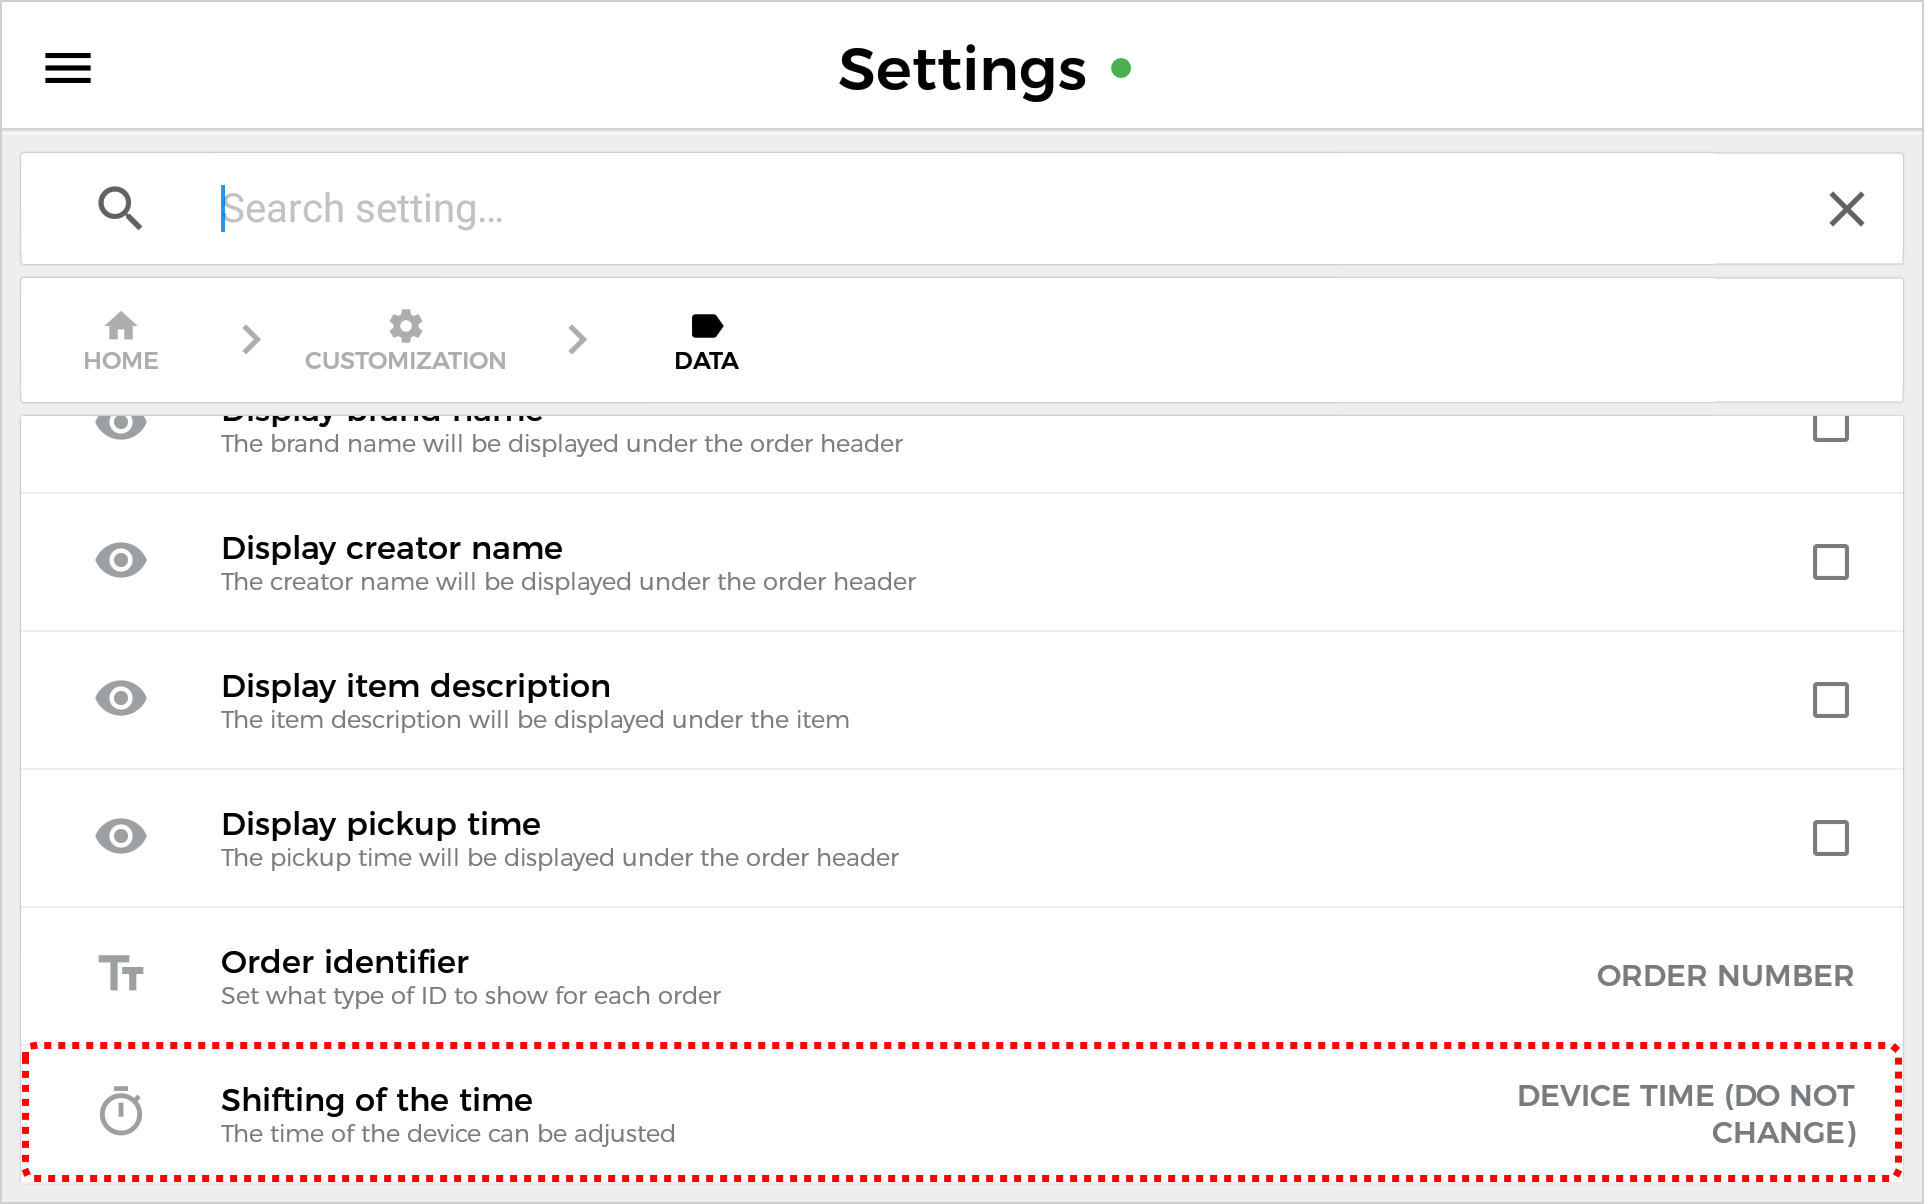 Settings
Search setting...
HOME
CUSTOMIZATION
DATA
Display brand name
The brand name will be displayed under the order header
Display creator name
The creator name will be displayed under the order header
Display item description
The item description will be displayed under the item
Display pickup time
The pickup time will be displayed under the order header
Order identifier
Set what type of ID to show for each order
ORDER NUMBER
Shifting of the time
The time of the device can be adjusted
DEVICE TIME (DO NOT
CHANGE)